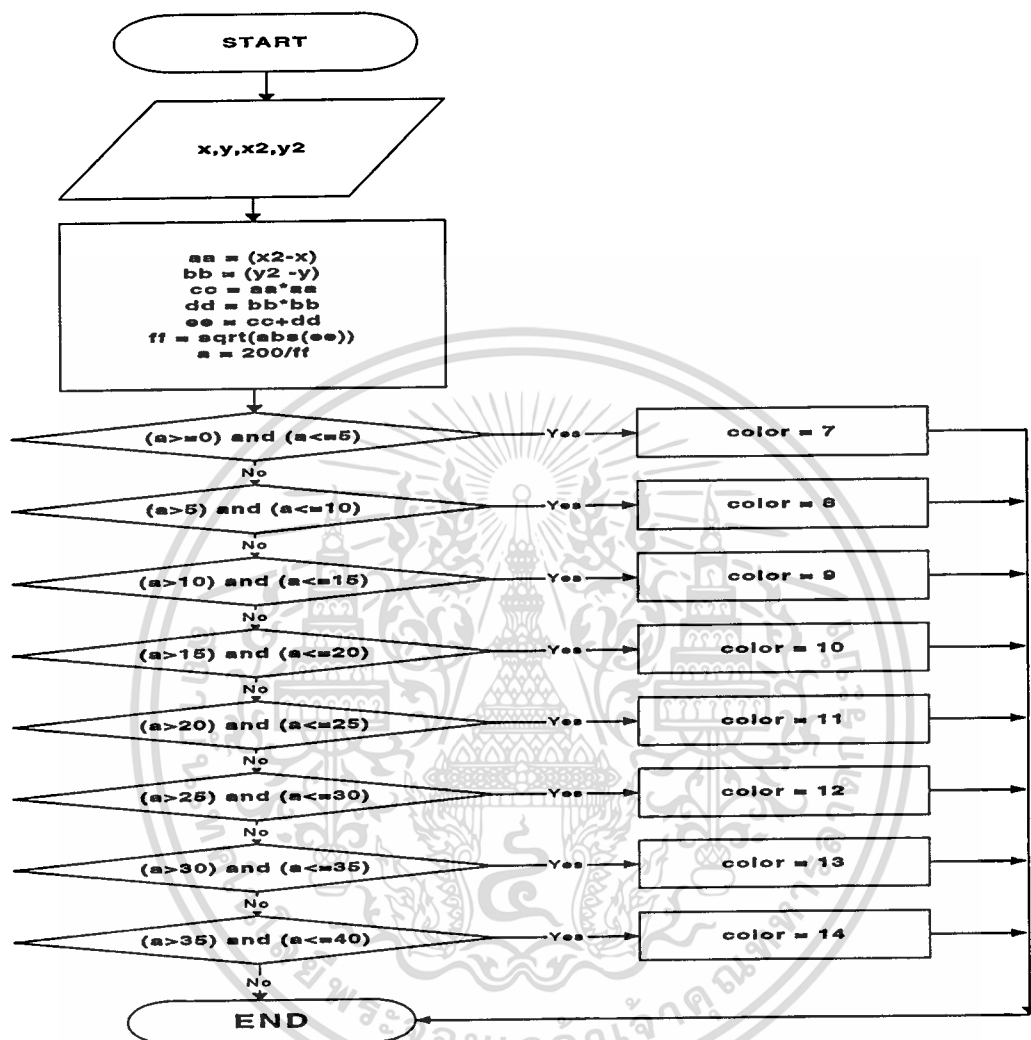 START
x,y,x2,y2
aa = (x2-x)
bb = (y2 -y)
cc = aa*aa
dd = bb*bb
ee = cc+dd
ff = sqrt(abs(ee))
a = 200/ff
(a>=0) and (a<=5)
Yes
color = 7
No
(a>5) and (a<=10)
Yes
color = 8
No
(a>10) and (a<=15)
Yes
color = 9
No
(a>15) and (a<=20)
Yes
color = 10
No
(a>20) and (a<=25)
Yes
color = 11
No
(a>25) and (a<=30)
Yes
color = 12
No
(a>30) and (a<=35)
Yes
color = 13
No
(a>35) and (a<=40)
Yes
color = 14
No
END